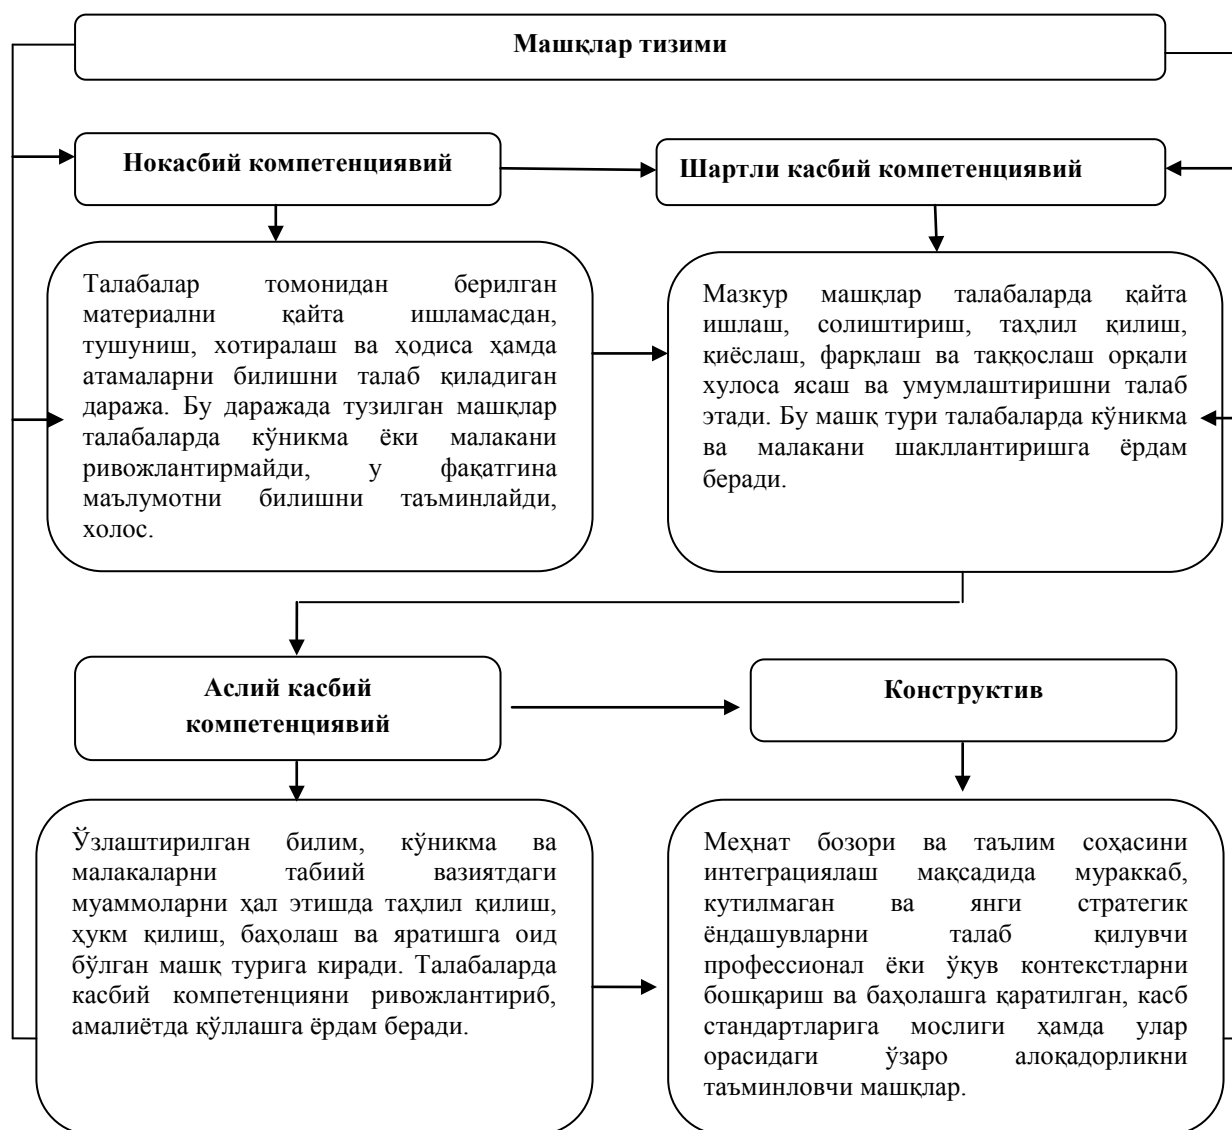 Машқлар тизими
Нокасбий компетенциявий
Шартли касбий компетенциявий
Талабалар томонидан берилган
материални қайта ишламасдан,
тушуниш, хотиралаш ва ҳодиса ҳамда
атамаларни билишни талаб қиладиган
даража. Бу даражада тузилган машқлар
талабаларда кўникма ёки малакани
ривожлантирмайди, у фақатгина
маълумотни билишни таъминлайди,
холос.
Мазкур машқлар талабаларда қайта
ишлаш, солиштириш, таҳлил қилиш,
қиёслаш, фарқлаш ва таққослаш орқали
хулоса ясаш ва умумлаштиришни талаб
этади. Бу машқ тури талабаларда кўникма
ва малакани шакллантиришга ёрдам
беради.
Аслий касбий
компетенциявий
Конструктив
Ўзлаштирилган билим, кўникма ва
малакаларни табиий вазиятдаги
муаммоларни ҳал этишда таҳлил қилиш,
ҳукм қилиш, баҳолаш ва яратишга оид
бўлган машқ турига киради. Талабаларда
касбий компетенцияни ривожлантириб,
амалиётда қўллашга ёрдам беради.
Меҳнат бозори ва таълим соҳасини
интеграциялаш мақсадида мураккаб,
кутилмаган ва янги стратегик
ёндашувларни талаб қилувчи
профессионал ёки ўқув контекстларни
бошқариш ва баҳолашга қаратилган, касб
стандартларига мослиги ҳамда улар
орасидаги ўзаро алоқадорликни
таъминловчи машқлар.